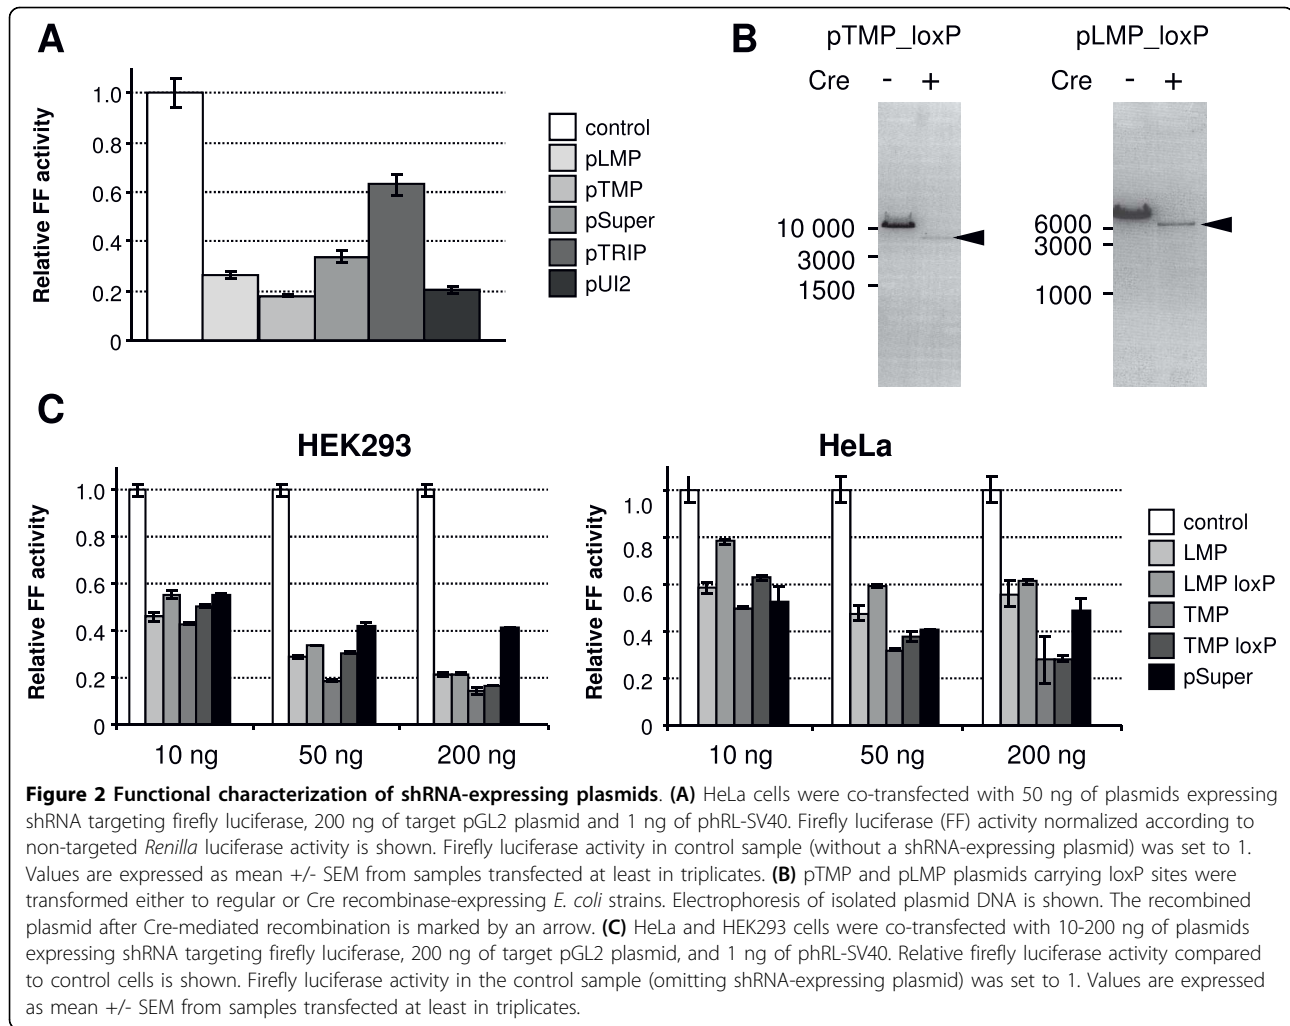 A
Relative FF activity
1.0
0.8
0.6
0.4
0.2
0
control
pLMP
pTMP
pSuper
pTRIP
pUI2
B
pTMP_loxP
Cre - +
10 000
3000
1500
pLMP_loxP
Cre - +
6000
3000
1000
C
HEK293
Relative FF activity
1.0
0.8
0.6
0.4
0.2
0
10 ng 50 ng 200 ng
HeLa
Relative FF activity
1.0
0.8
0.6
0.4
0.2
0
10 ng 50 ng 200 ng
control
LMP
LMP loxP
TMP
TMP loxP
pSuper
Figure 2 Functional characterization of shRNA-expressing plasmids. (A) HeLa cells were co-transfected with 50 ng of plasmids expressing
shRNA targeting firefly luciferase, 200 ng of target pGL2 plasmid and 1 ng of phRL-SV40. Firefly luciferase (FF) activity normalized according to
non-targeted Renilla luciferase activity is shown. Firefly luciferase activity in control sample (without a shRNA-expressing plasmid) was set to 1.
Values are expressed as mean +/- SEM from samples transfected at least in triplicates. (B) pTMP and pLMP plasmids carrying loxP sites were
transformed either to regular or Cre recombinase-expressing E. coli strains. Electrophoresis of isolated plasmid DNA is shown. The recombined
plasmid after Cre-mediated recombination is marked by an arrow. (C) HeLa and HEK293 cells were co-transfected with 10-200 ng of plasmids
expressing shRNA targeting firefly luciferase, 200 ng of target pGL2 plasmid, and 1 ng of phRL-SV40. Relative firefly luciferase activity compared
to control cells is shown. Firefly luciferase activity in the control sample (omitting shRNA-expressing plasmid) was set to 1. Values are expressed
as mean +/- SEM from samples transfected at least in triplicates.